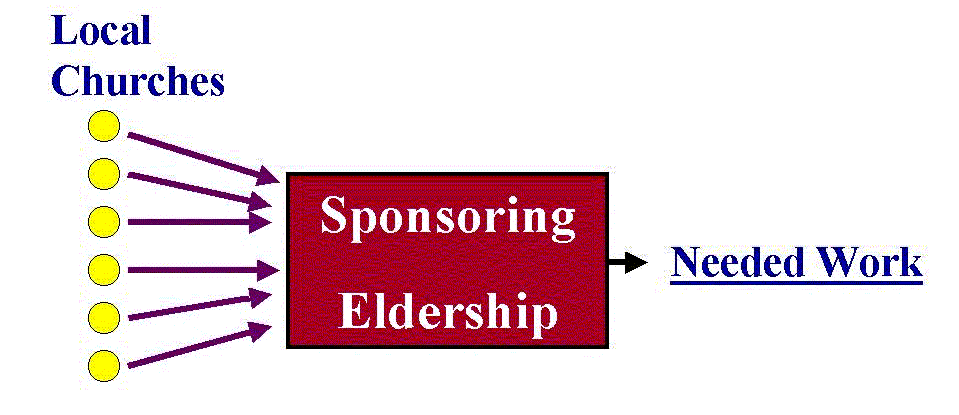 Local
Churches
Sponsoring
Eldership
Needed Work